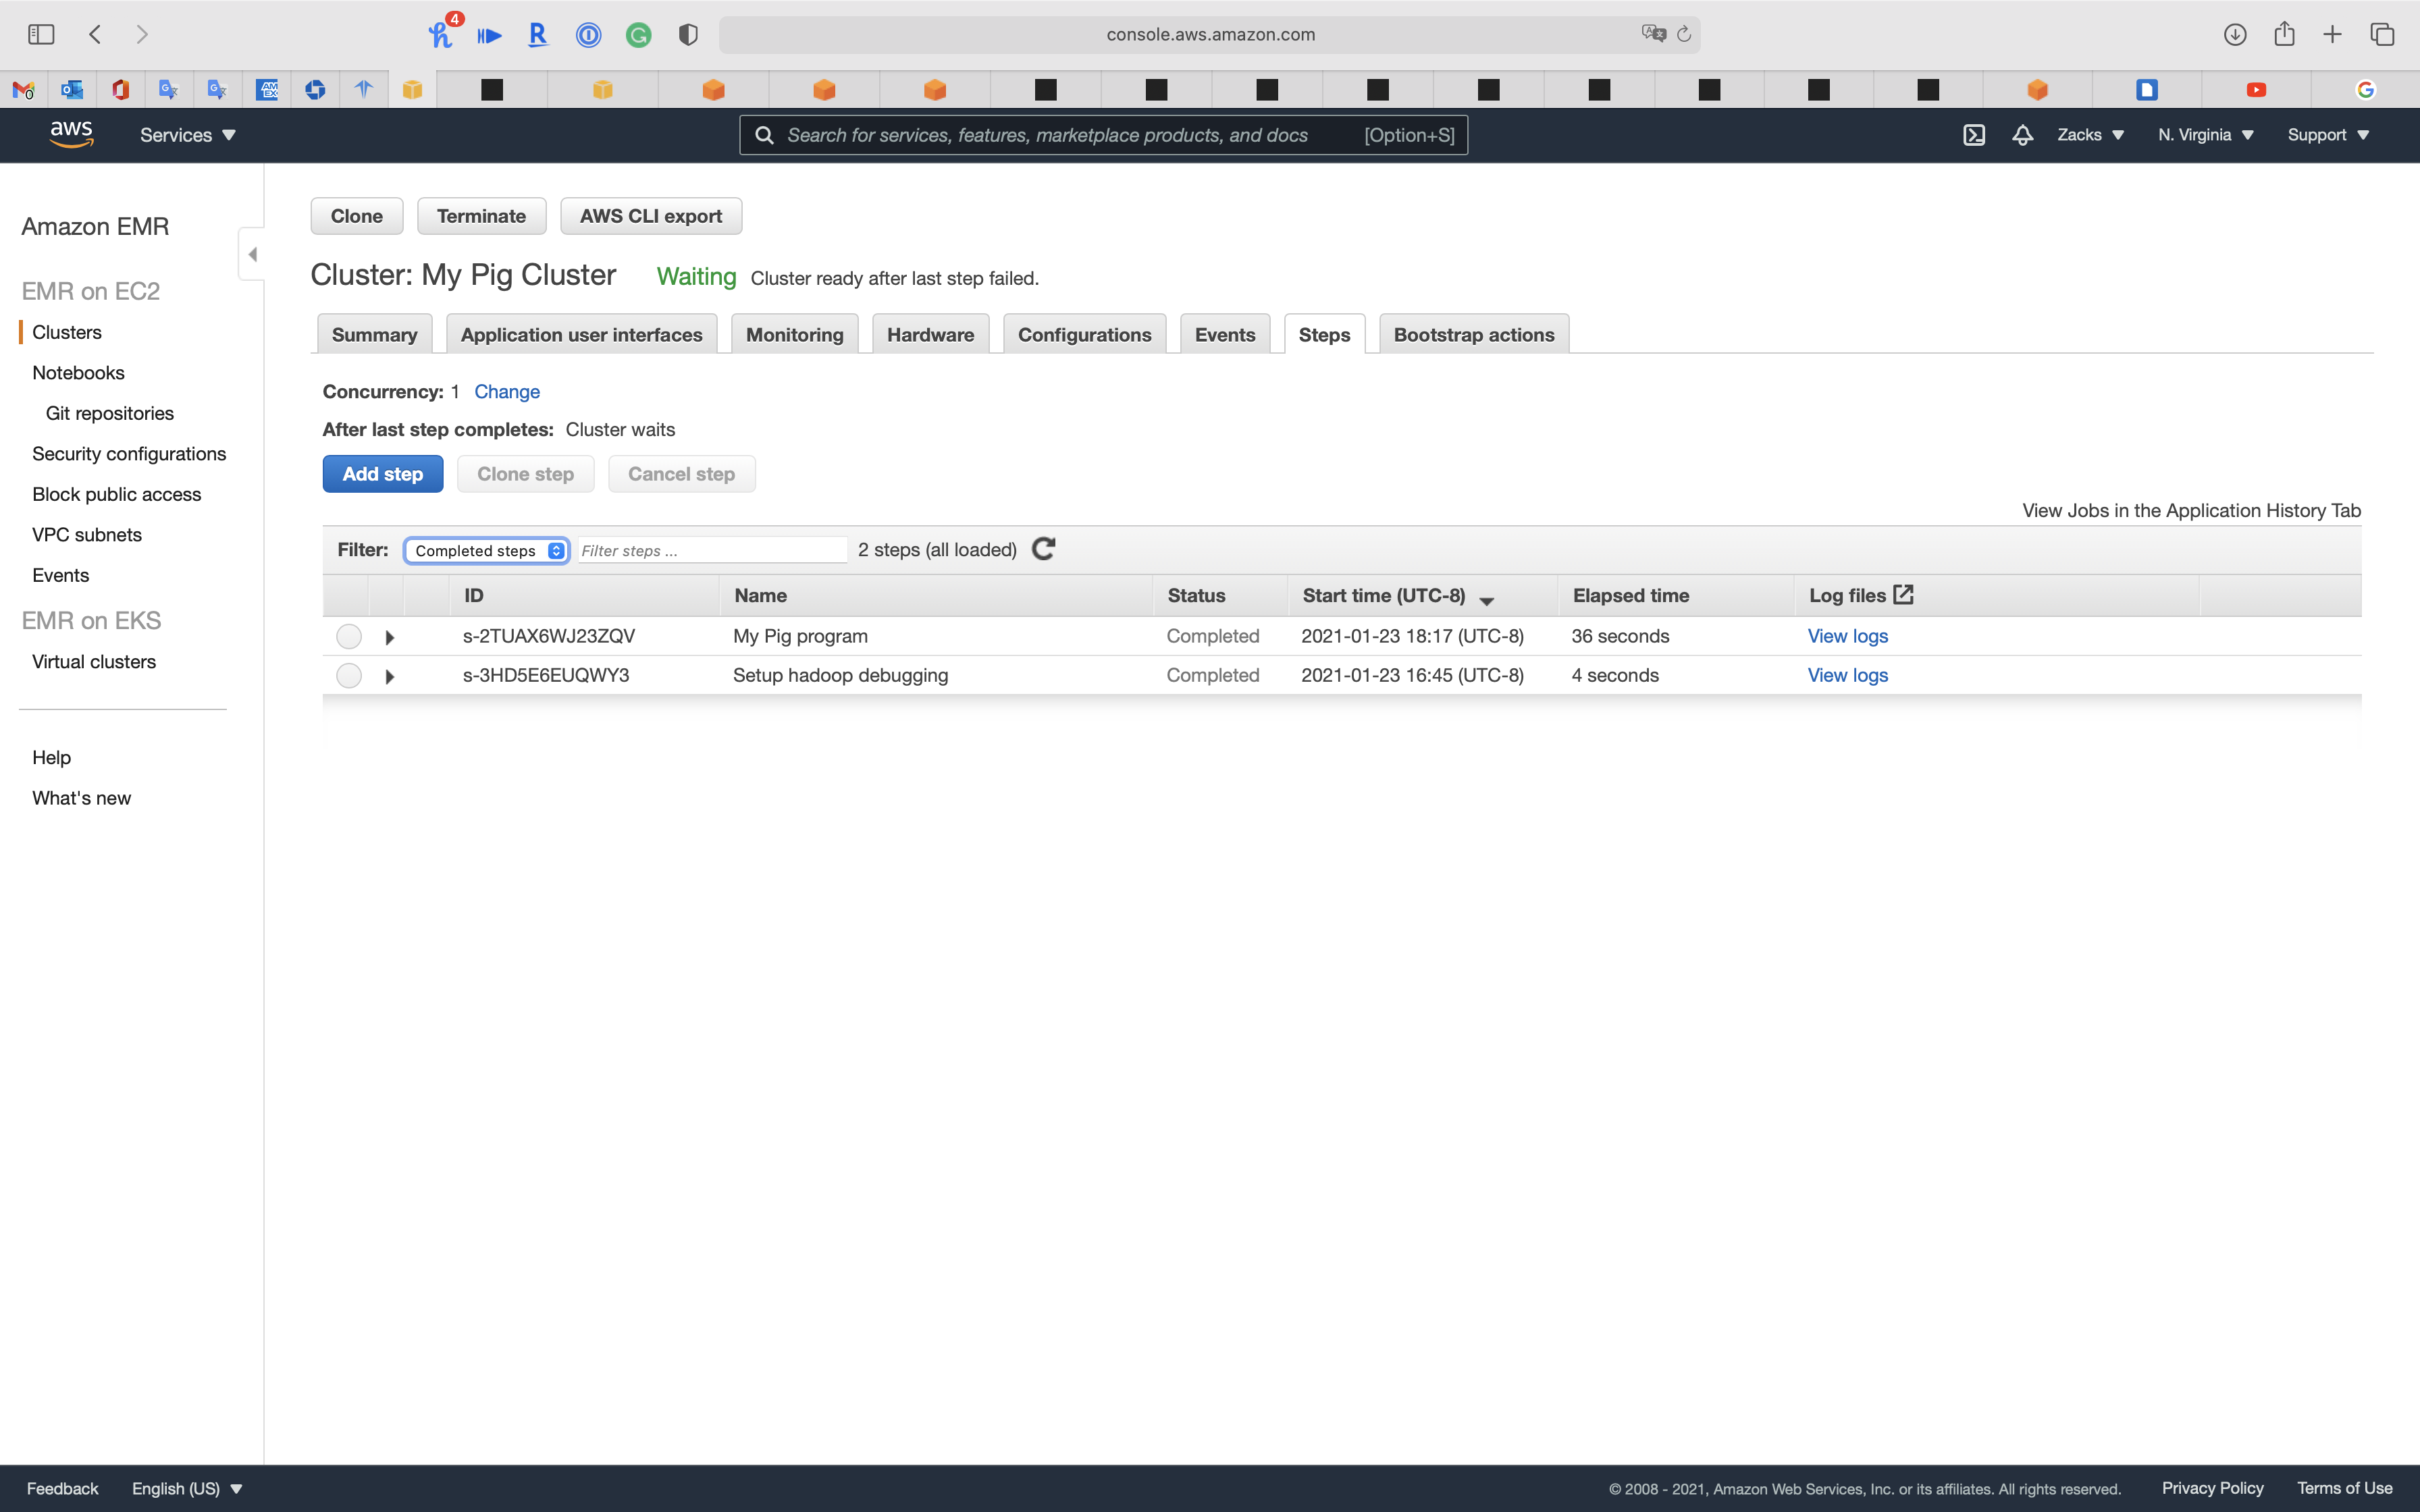 4
console.aws.amazon.com
aws Services Search for services, features, marketplace products, and docs [Option+S] Zacks N. Virginia Support
Amazon EMR
EMR on EC2
Clusters
Notebooks
Git repositories
Security configurations
Block public access
VPC subnets
Events
EMR on EKS
Virtual clusters
Help
What's new
Clone Terminate AWS CLI export
Cluster: My Pig Cluster Waiting Cluster ready after last step failed.
Summary Application user interfaces Monitoring Hardware Configurations Events Steps Bootstrap actions
Concurrency: 1 Change
After last step completes: Cluster waits
Add step Clone step Cancel step
View Jobs in the Application History Tab
Filter: Completed steps Filter steps ... 2 steps (all loaded)
ID Name Status Start time (UTC-8) Elapsed time Log files
s-2TUAX6WJ23ZQV My Pig program Completed 2021-01-23 18:17 (UTC-8) 36 seconds View logs
s-3HD5E6EUQWY3 Setup hadoop debugging Completed 2021-01-23 16:45 (UTC-8) 4 seconds View logs
Feedback English (US) © 2008 - 2021, Amazon Web Services, Inc. or its affiliates. All rights reserved. Privacy Policy Terms of Use